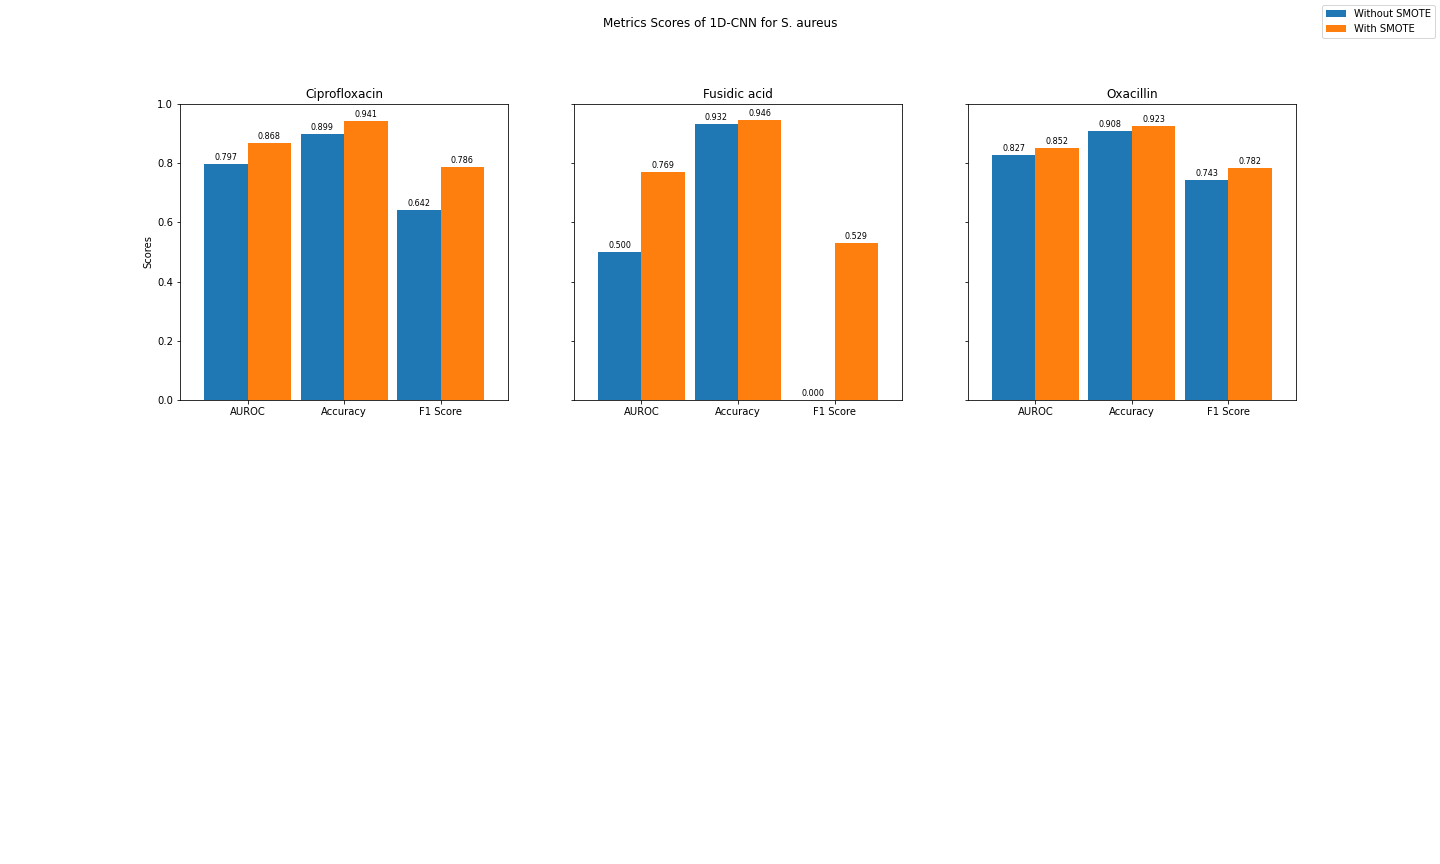 Metrics Scores of 1D-CNN for S. aureus
Without SMOTE
With SMOTE
Ciprofloxacin
Scores
1.0
0.8
0.6
0.4
0.2
0.0
0.797
0.868
0.899
0.941
0.642
0.786
AUROC
Accuracy
F1 Score
Fusidic acid
0.500
0.769
0.932
0.946
0.000
0.529
AUROC
Accuracy
F1 Score
Oxacillin
0.827
0.852
0.908
0.923
0.743
0.782
AUROC
Accuracy
F1 Score